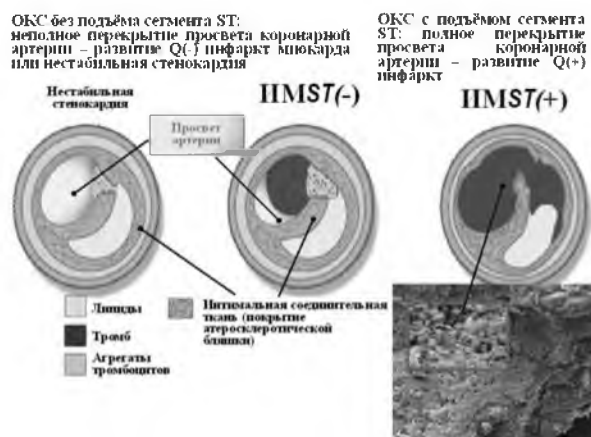 ОКС без подъёма сегмента ST:
неполное перекрытие просвета коронарной
артерии – развитие Q(-) инфаркт миокарда
или нестабильная стенокардия
ОКС с подъёмом сегмента
ST: полное перекрытие
просвета коронарной
артерии – развитие Q(+)
инфаркт
Нестабильная
стенокардия
ИМST(-)
ИМST(+)
Просвет
артерии
Липиды
Тромб
Агрегаты
тромбоцитов
Интимальная соединительная
ткань (покрытие
атеросклеротической
бляшки)